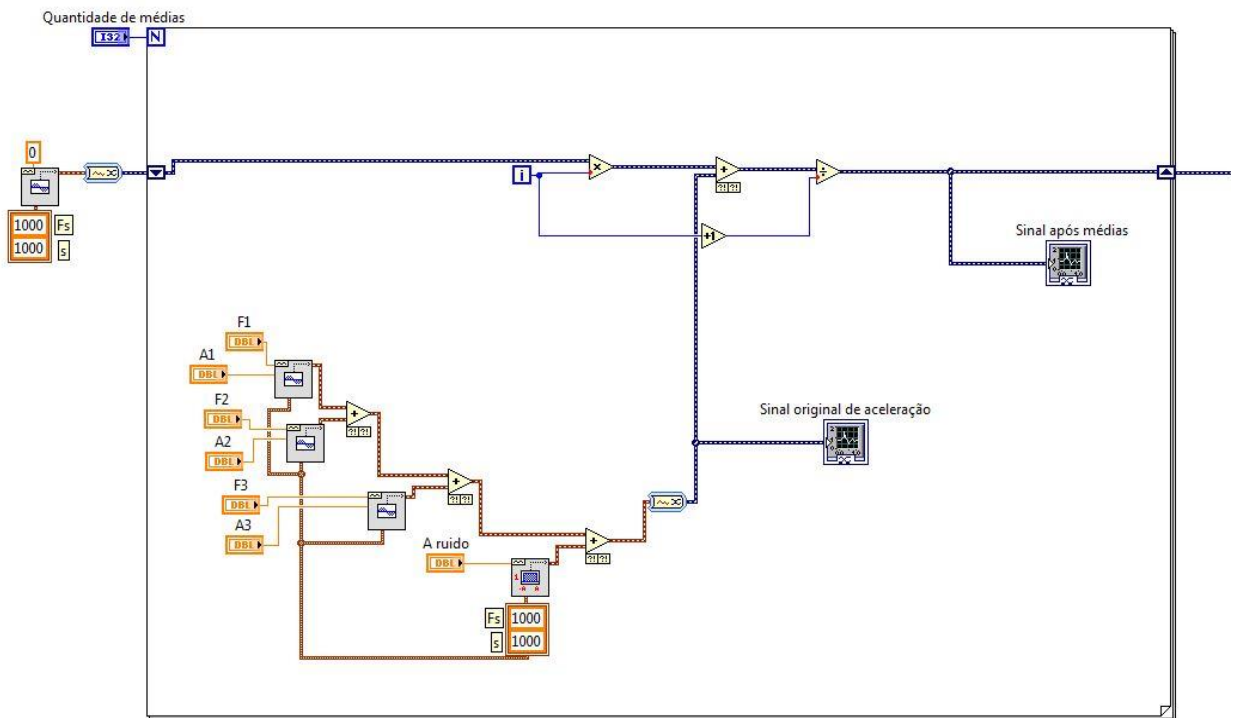 Quantidade de médias
I32
N
0
1000 Fs
1000 s
i
x
+
÷
?! ?!
+1
Sinal após médias
F1
DBL
A1
DBL
F2
DBL
+
?! ?!
A2
DBL
Sinal original de aceleração
F3
DBL
+
?! ?!
A3
DBL
A ruido
DBL
+
?! ?!
Fs 1000
s 1000